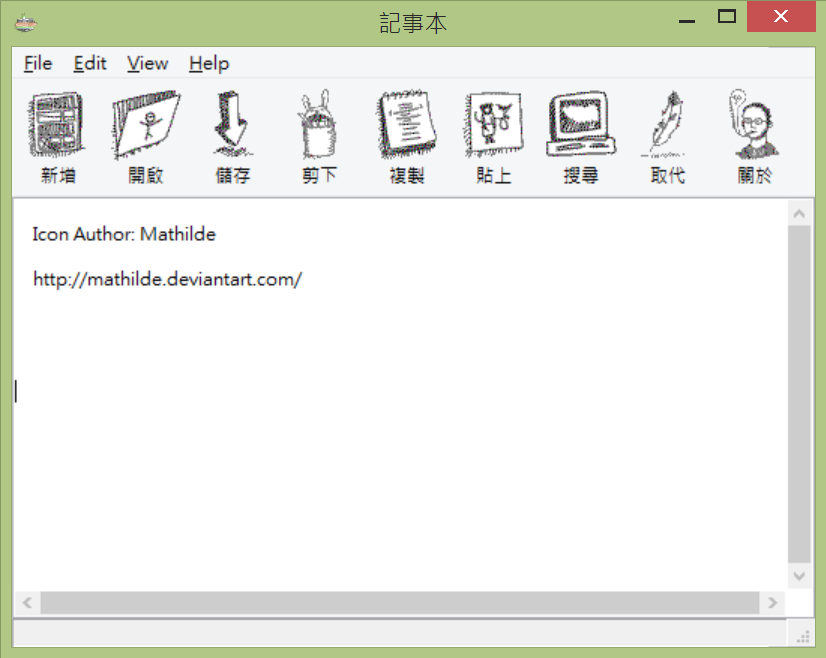 記事本
File Edit View Help
新增 開啟 儲存 剪下 複製 貼上 搜尋 取代 關於
Icon Author: Mathilde
http://mathilde.deviantart.com/